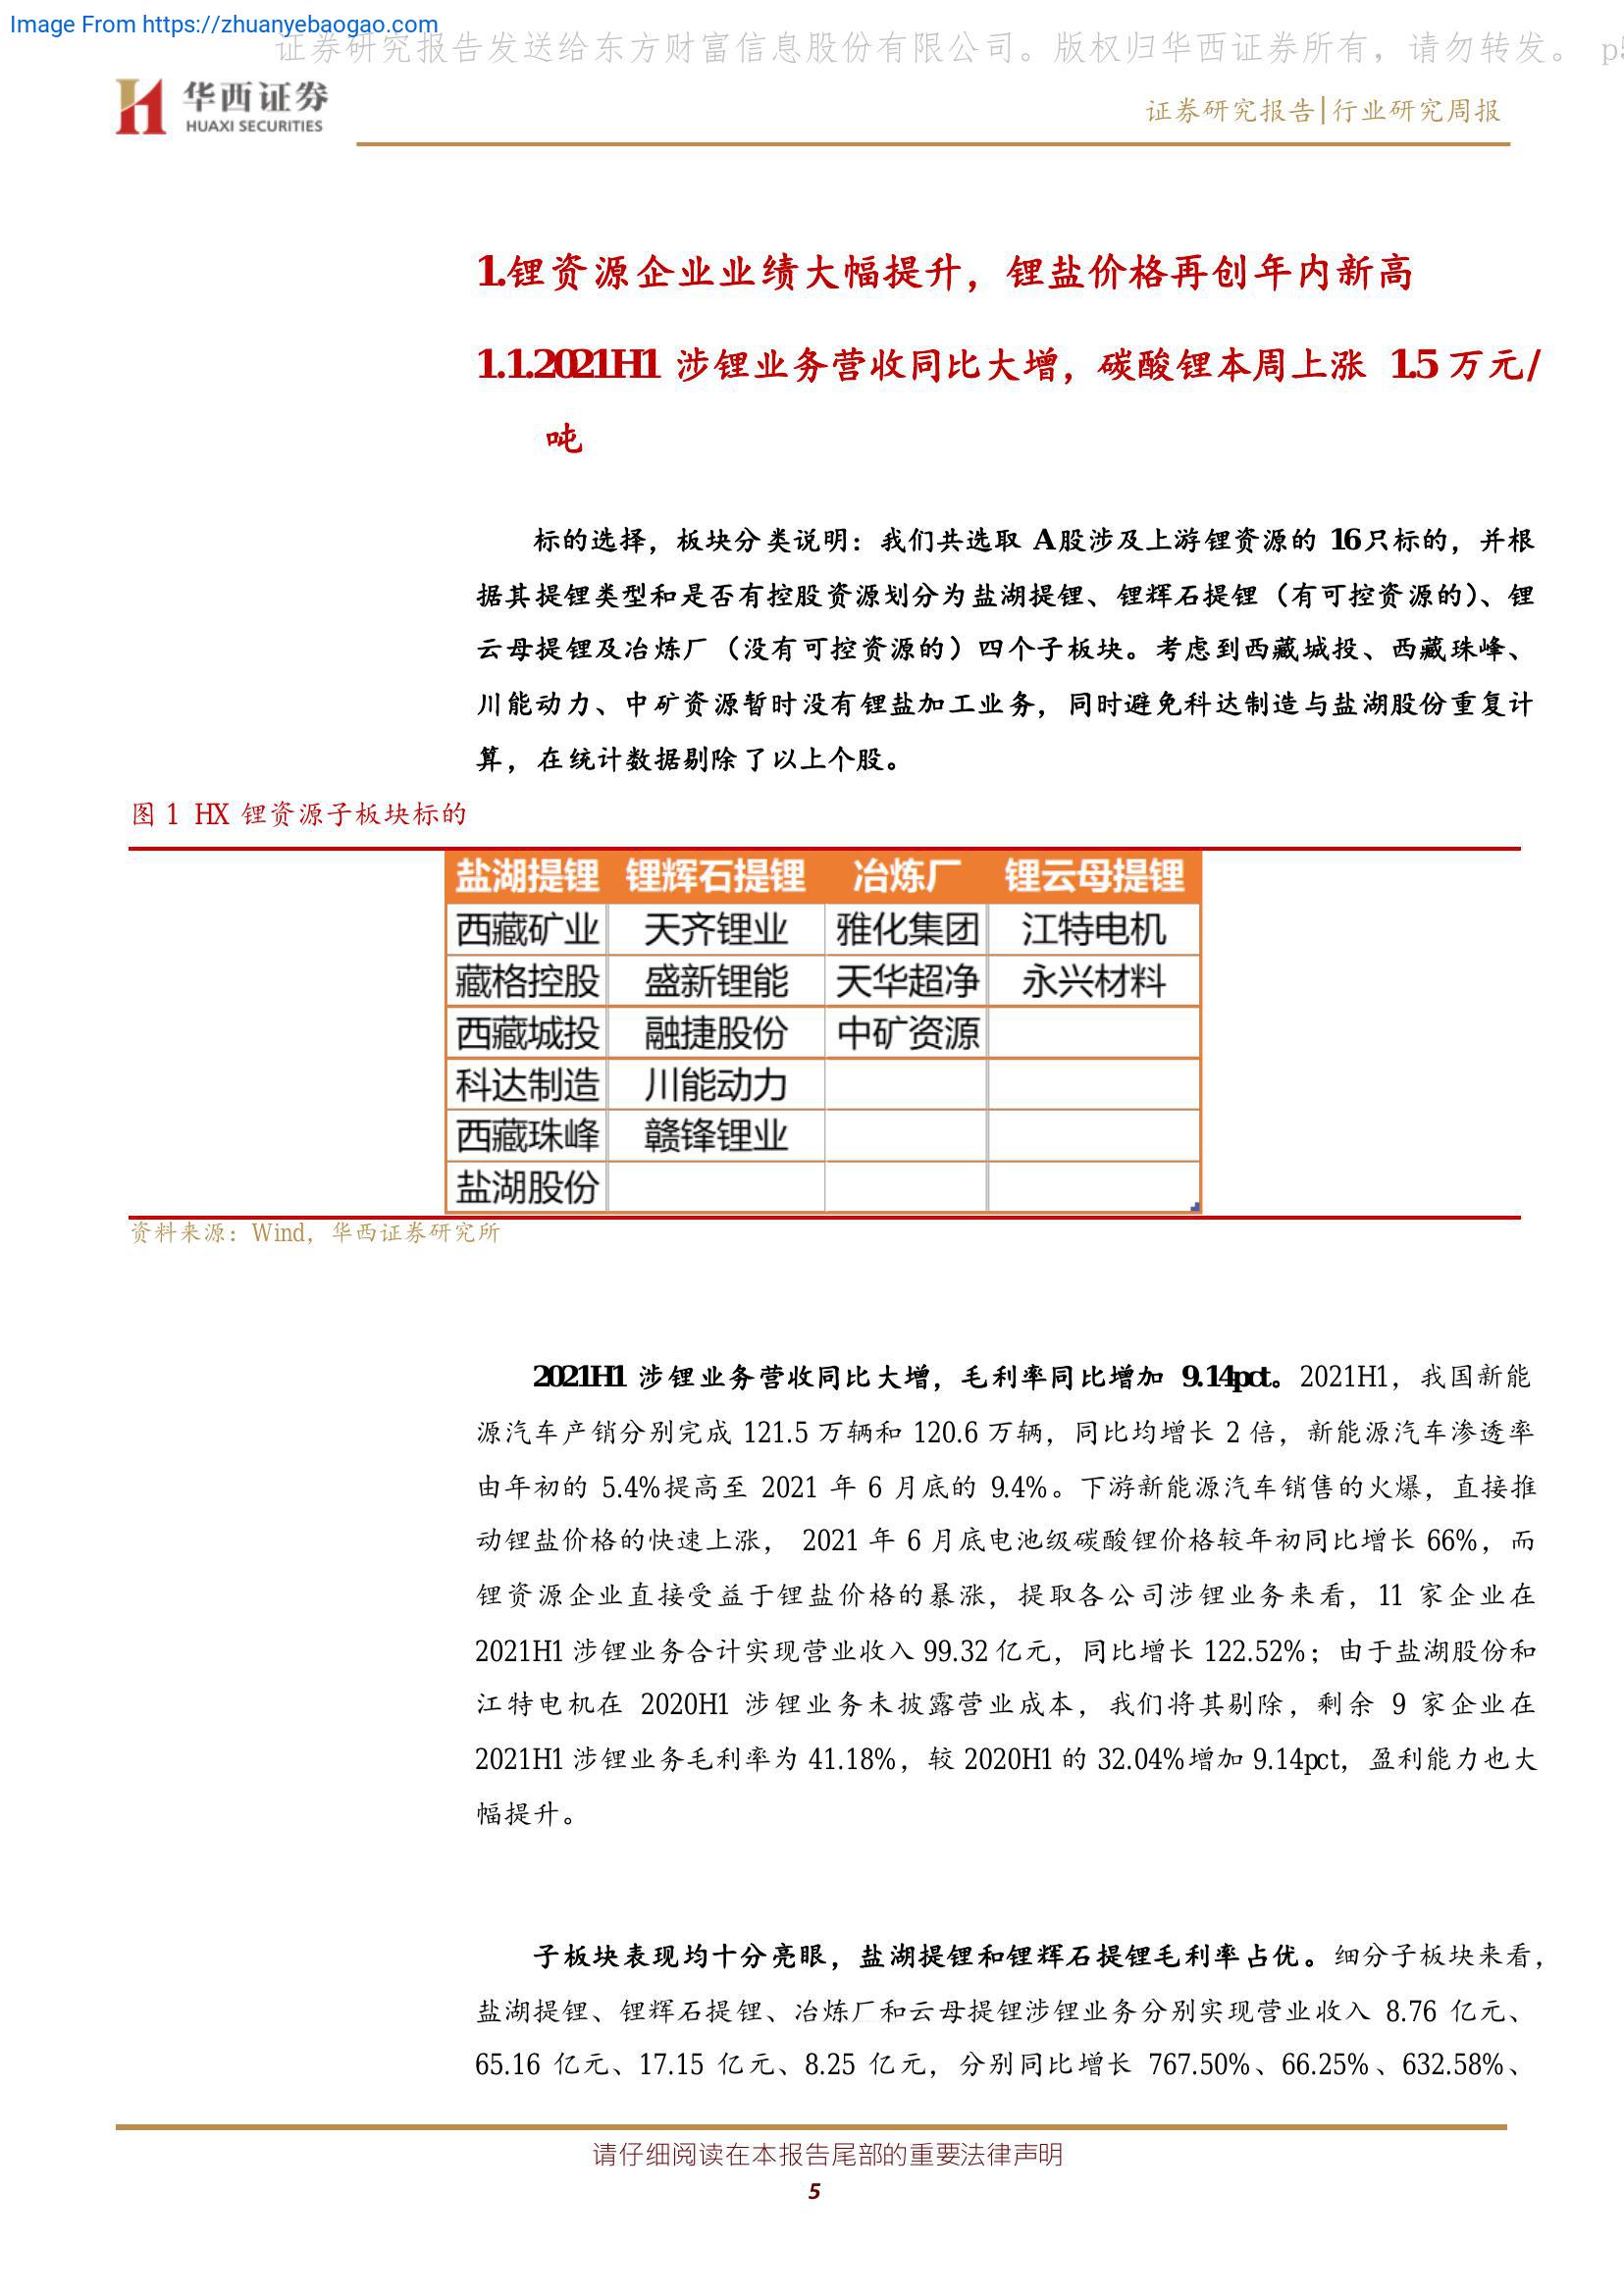 Image From https://zhuanyebaogao.com
证券研究报告发送给东方财富信息股份有限公司。版权归华西证券所有，请勿转发。 p5
华西证券
HUAXI SECURITIES
证券研究报告|行业研究周报
1.锂资源企业业绩大幅提升，锂盐价格再创年内新高
1.1.2021H1 涉锂业务营收同比大增，碳酸锂本周上涨 1.5 万元/
吨
标的选择，板块分类说明：我们共选取 A 股涉及上游锂资源的 16 只标的，并根
据其提锂类型和是否有控股资源划分为盐湖提锂、锂辉石提锂（有可控资源的）、锂
云母提锂及冶炼厂（没有可控资源的）四个子板块。考虑到西藏城投、西藏珠峰、
川能动力、中矿资源暂时没有锂盐加工业务，同时避免科达制造与盐湖股份重复计
算，在统计数据剔除了以上个股。
图 1 HX 锂资源子板块标的
盐湖提锂 锂辉石提锂 冶炼厂 锂云母提锂
西藏矿业 天齐锂业 雅化集团 江特电机
藏格控股 盛新锂能 天华超净 永兴材料
西藏城投 融捷股份 中矿资源
科达制造 川能动力
西藏珠峰 赣锋锂业
盐湖股份
资料来源：Wind，华西证券研究所
2021H1 涉锂业务营收同比大增，毛利率同比增加 9.14pct。2021H1，我国新能
源汽车产销分别完成 121.5 万辆和 120.6 万辆，同比均增长 2 倍，新能源汽车渗透率
由年初的 5.4%提高至 2021 年 6 月底的 9.4%。下游新能源汽车销售的火爆，直接推
动锂盐价格的快速上涨， 2021 年 6 月底电池级碳酸锂价格较年初同比增长 66%，而
锂资源企业直接受益于锂盐价格的暴涨，提取各公司涉锂业务来看，11 家企业在
2021H1 涉锂业务合计实现营业收入 99.32 亿元，同比增长 122.52%；由于盐湖股份和
江特电机在 2020H1 涉锂业务未披露营业成本，我们将其剔除，剩余 9 家企业在
2021H1 涉锂业务毛利率为 41.18%，较 2020H1 的 32.04%增加 9.14pct，盈利能力也大
幅提升。
子板块表现均十分亮眼，盐湖提锂和锂辉石提锂毛利率占优。细分子板块来看，
盐湖提锂、锂辉石提锂、冶炼厂和云母提锂涉锂业务分别实现营业收入 8.76 亿元、
65.16 亿元、17.15 亿元、8.25 亿元，分别同比增长 767.50%、66.25%、632.58%、
请仔细阅读在本报告尾部的重要法律声明
5